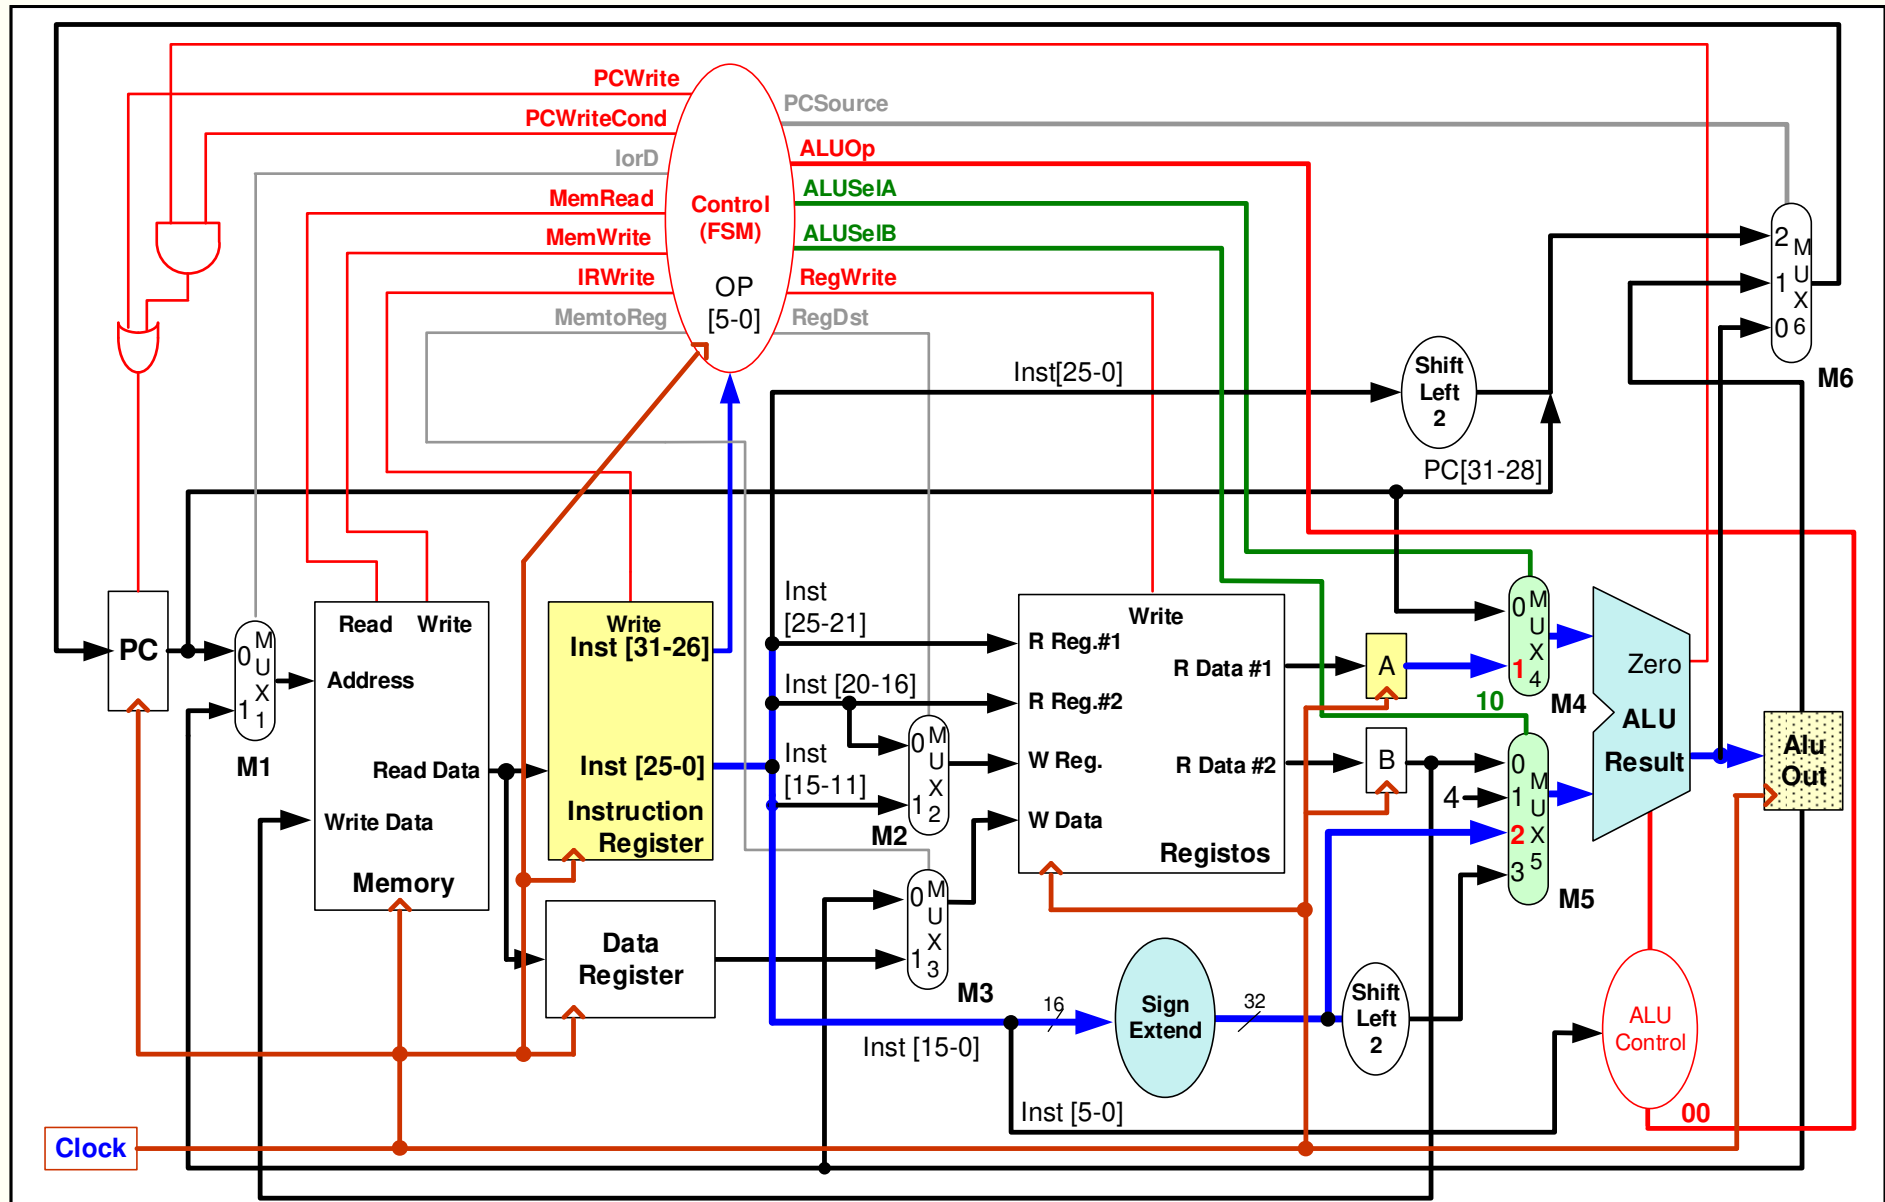 PCWrite
PCWriteCond
IorD
MemRead
MemWrite
IRWrite
MemtoReg
Control
(FSM)
OP
[5-0]
PCSource
ALUOp
ALUSelA
ALUSelB
RegWrite
RegDst
Inst[25-0]
Shift
Left
2
PC[31-28]
2
1
0
M
U
X
6
M6
PC
0
1
M
U
X
1
M1
Read
Write
Address
Read Data
Write Data
Memory
Write
Inst [31-26]
Inst [25-0]
Instruction
Register
Data
Register
Inst
[25-21]
Inst [20-16]
Inst
[15-11]
0
1
M
U
X
2
M2
0
1
M
U
X
3
M3
Write
R Reg.#1
R Reg.#2
W Reg.
W Data
R Data #1
R Data #2
Registos
A
B
4
0
1
M
U
X
4
M4
10
0
1
2
3
M
U
X
5
M5
Zero
ALU
Result
Alu
Out
Inst [15-0]
16
Sign
Extend
32
Shift
Left
2
ALU
Control
Inst [5-0]
00
Clock